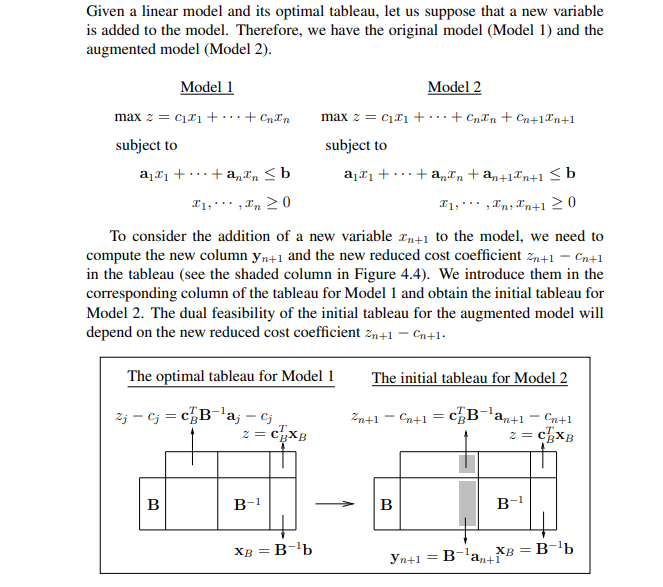 Given a linear model and its optimal tableau, let us suppose that a new variable
is added to the model. Therefore, we have the original model (Model 1) and the
augmented model (Model 2).
Model 1
max z = c₁x₁ + ··· + cₙxₙ
subject to
a₁x₁ + ··· + aₙxₙ ≤ b
x₁, ··· , xₙ ≥ 0
Model 2
max z = c₁x₁ + ··· + cₙxₙ + cₙ₊₁xₙ₊₁
subject to
a₁x₁ + ··· + aₙxₙ + aₙ₊₁xₙ₊₁ ≤ b
x₁, ··· , xₙ, xₙ₊₁ ≥ 0
To consider the addition of a new variable xₙ₊₁ to the model, we need to
compute the new column yₙ₊₁ and the new reduced cost coefficient zₙ₊₁ − cₙ₊₁
in the tableau (see the shaded column in Figure 4.4). We introduce them in the
corresponding column of the tableau for Model 1 and obtain the initial tableau for
Model 2. The dual feasibility of the initial tableau for the augmented model will
depend on the new reduced cost coefficient zₙ₊₁ − cₙ₊₁.
The optimal tableau for Model 1
zⱼ − cⱼ = c_B^T B⁻¹aⱼ − cⱼ
z = c_B^T x_B
B
B⁻¹
x_B = B⁻¹b
The initial tableau for Model 2
zₙ₊₁ − cₙ₊₁ = c_B^T B⁻¹aₙ₊₁ − cₙ₊₁
z = c_B^T x_B
B
B⁻¹
yₙ₊₁ = B⁻¹aₙ₊₁
x_B = B⁻¹b